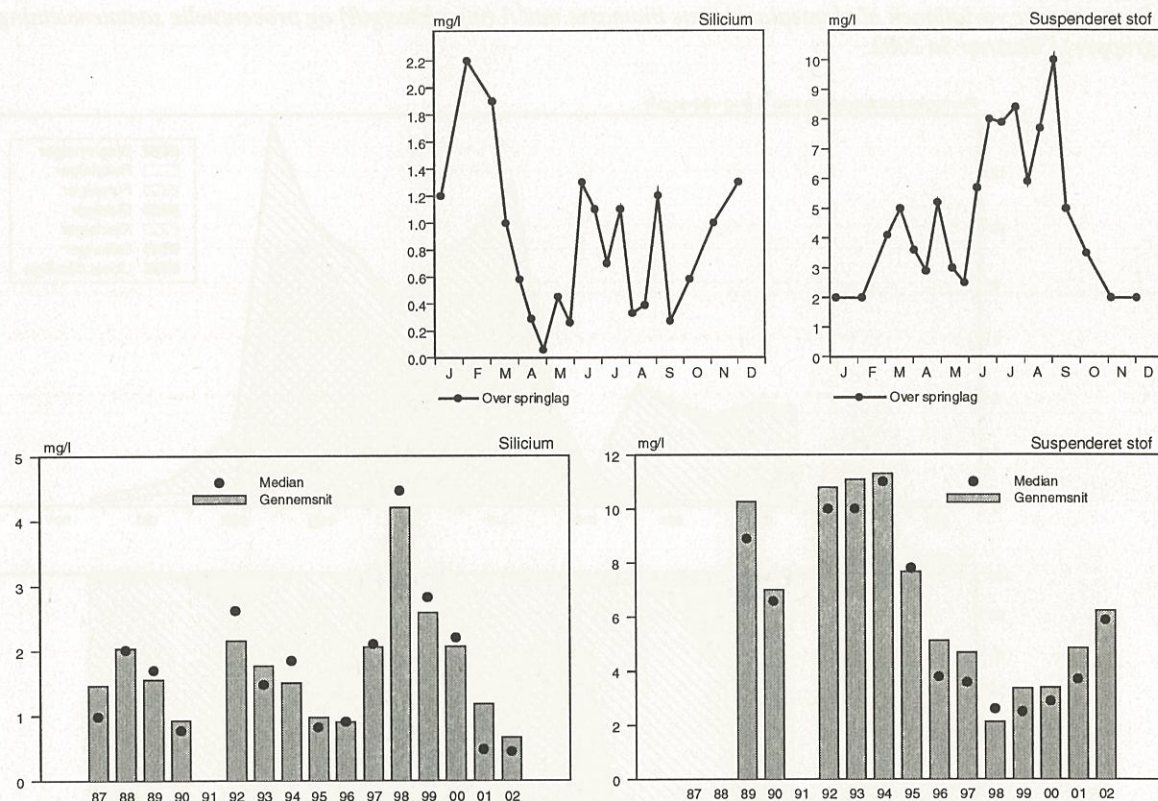 mg/l Silicium
2.2
2.0
1.8
1.6
1.4
1.2
1.0
0.8
0.6
0.4
0.2
0.0
J F M A M J J A S O N D
Over springlag
mg/l Suspenderet stof
10
9
8
7
6
5
4
3
2
1
0
J F M A M J J A S O N D
Over springlag
mg/l Silicium
Median
Gennemsnit
5
4
3
2
1
0
87 88 89 90 91 92 93 94 95 96 97 98 99 00 01 02
mg/l Suspenderet stof
Median
Gennemsnit
12
10
8
6
4
2
0
87 88 89 90 91 92 93 94 95 96 97 98 99 00 01 02